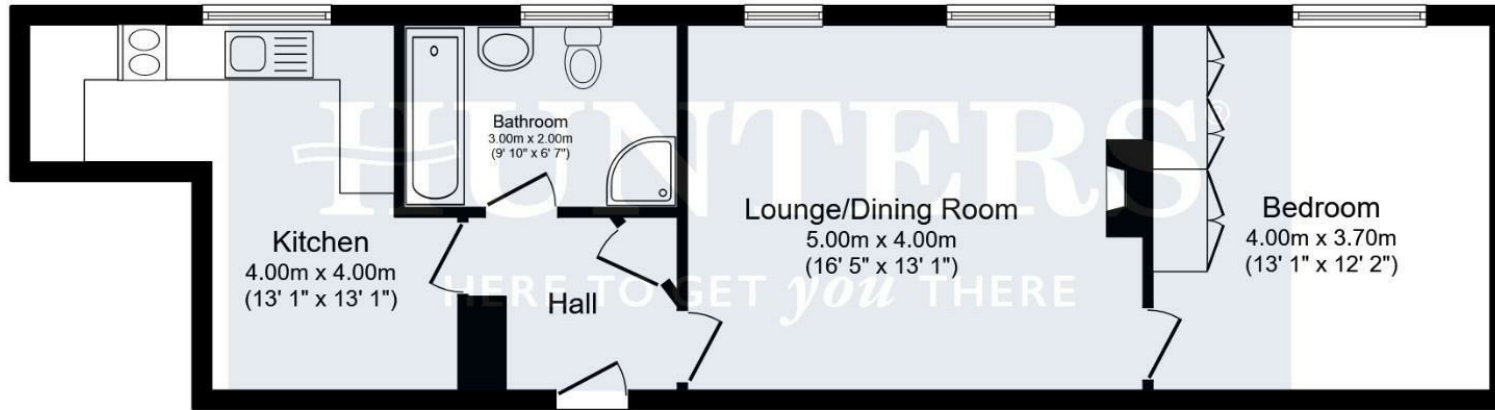 HUNTERS®
HERE TO GET you THERE
Bathroom
3.00m x 2.00m
(9' 10" x 6' 7")
Kitchen
4.00m x 4.00m
(13' 1" x 13' 1")
Hall
Lounge/Dining Room
5.00m x 4.00m
(16' 5" x 13' 1")
Bedroom
4.00m x 3.70m
(13' 1" x 12' 2")